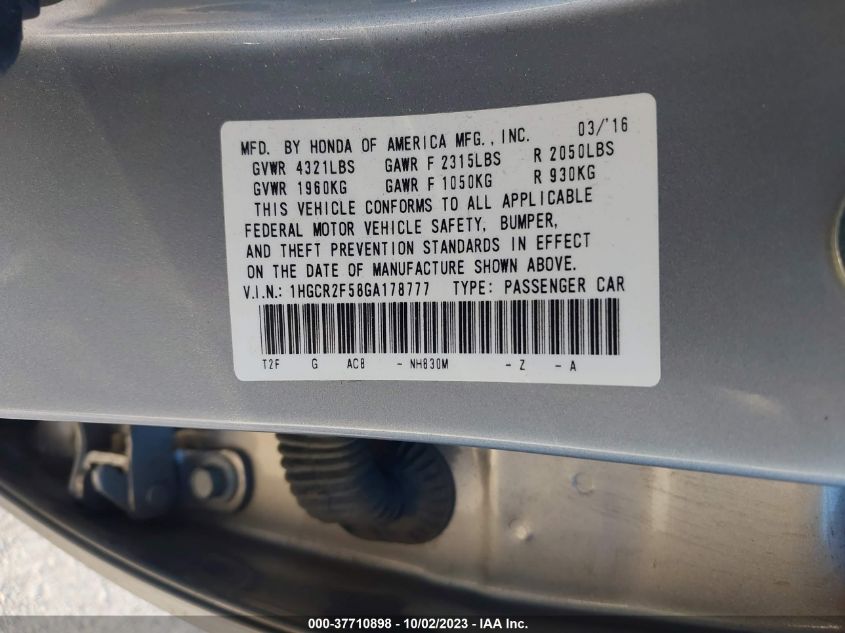 MFD. BY HONDA OF AMERICA MFG., INC. 03/'16
GVWR 4321LBS GAWR F 2315LBS R 2050LBS
GVWR 1960KG GAWR F 1050KG R 930KG
THIS VEHICLE CONFORMS TO ALL APPLICABLE
FEDERAL MOTOR VEHICLE SAFETY, BUMPER,
AND THEFT PREVENTION STANDARDS IN EFFECT
ON THE DATE OF MANUFACTURE SHOWN ABOVE.
V.I.N.: 1HGCR2F58GA178777 TYPE: PASSENGER CAR
T2F G AC8 - NH830M - Z - A
000-37710898 - 10/02/2023 - IAA Inc.